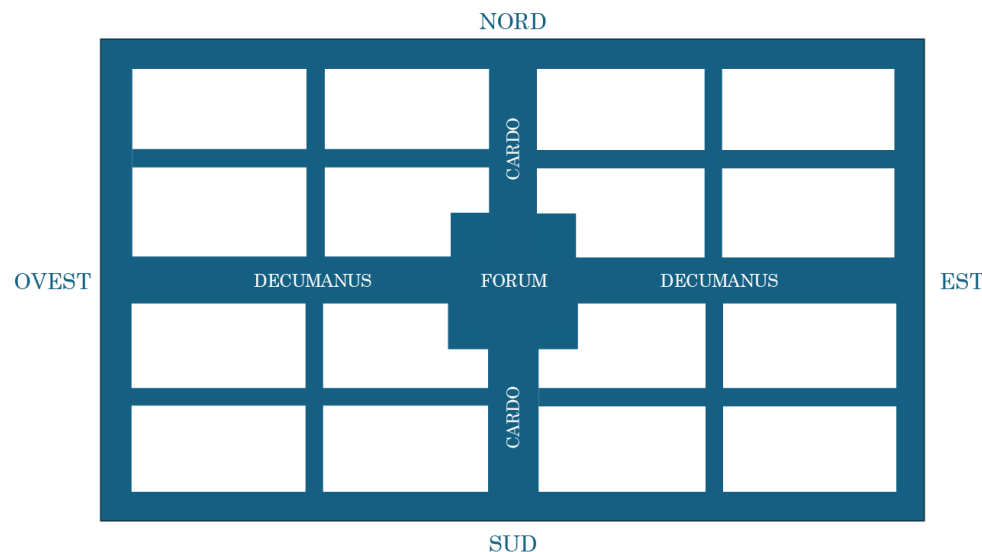 NORD
CARDO
OVEST
DECUMANUS
FORUM
DECUMANUS
EST
CARDO
SUD